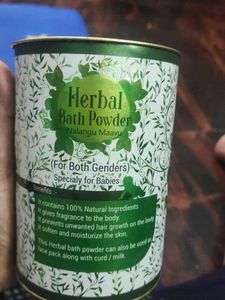 Herbal
Bath Powder
Nalangu Maavu
(For Both Genders)
Specialy for Babies
Benefits :
It contains 100% Natural Ingredients
It gives fragrance to the body.
It prevents unwanted hair growth on the body
It soften and moisturize the skin.
This Herbal bath powder can also be used as
face pack along with curd / milk.